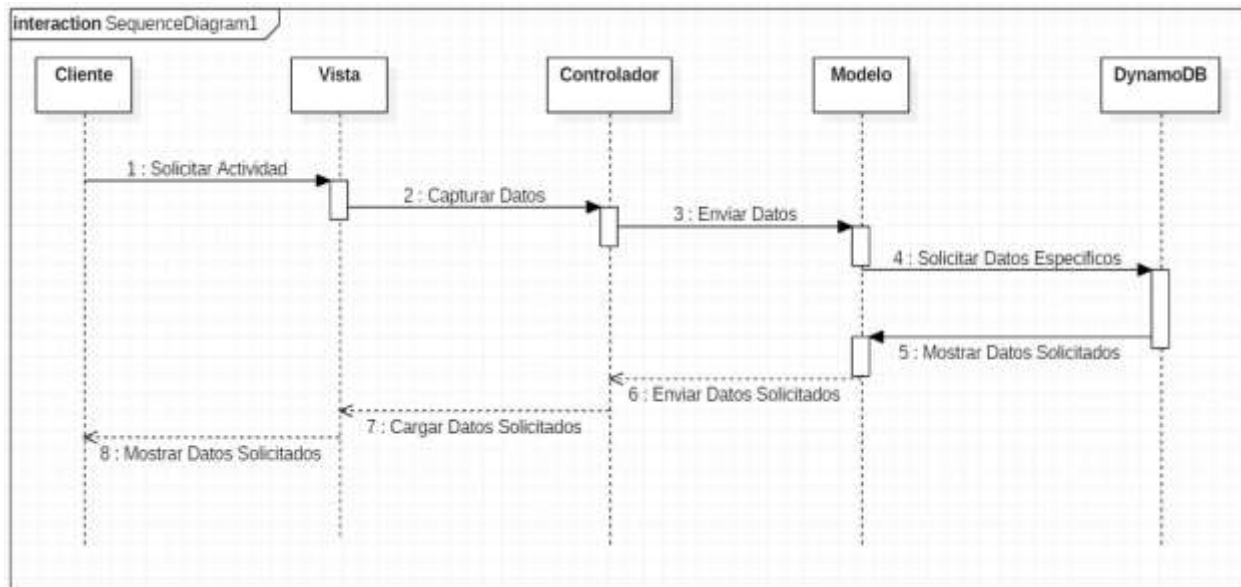 interaction SequenceDiagram1
Cliente
Vista
Controlador
Modelo
DynamoDB
1 : Solicitar Actividad
2 : Capturar Datos
3 : Enviar Datos
4 : Solicitar Datos Especificos
5 : Mostrar Datos Solicitados
6 : Enviar Datos Solicitados
7 : Cargar Datos Solicitados
8 : Mostrar Datos Solicitados